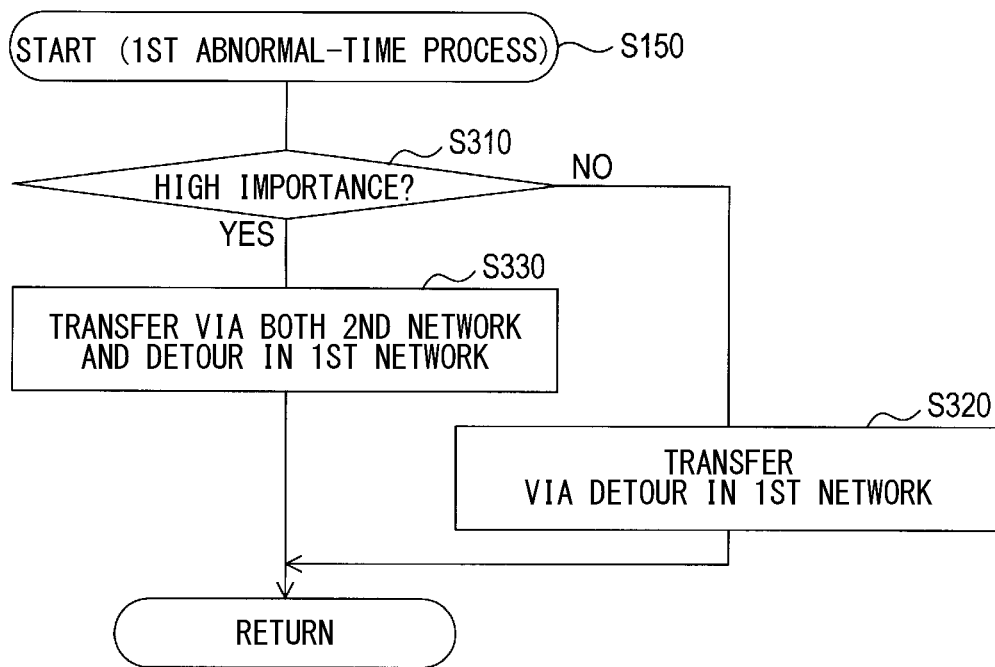 START (1ST ABNORMAL-TIME PROCESS)
S150
S310
HIGH IMPORTANCE?
NO
YES
S330
TRANSFER VIA BOTH 2ND NETWORK
AND DETOUR IN 1ST NETWORK
S320
TRANSFER
VIA DETOUR IN 1ST NETWORK
RETURN